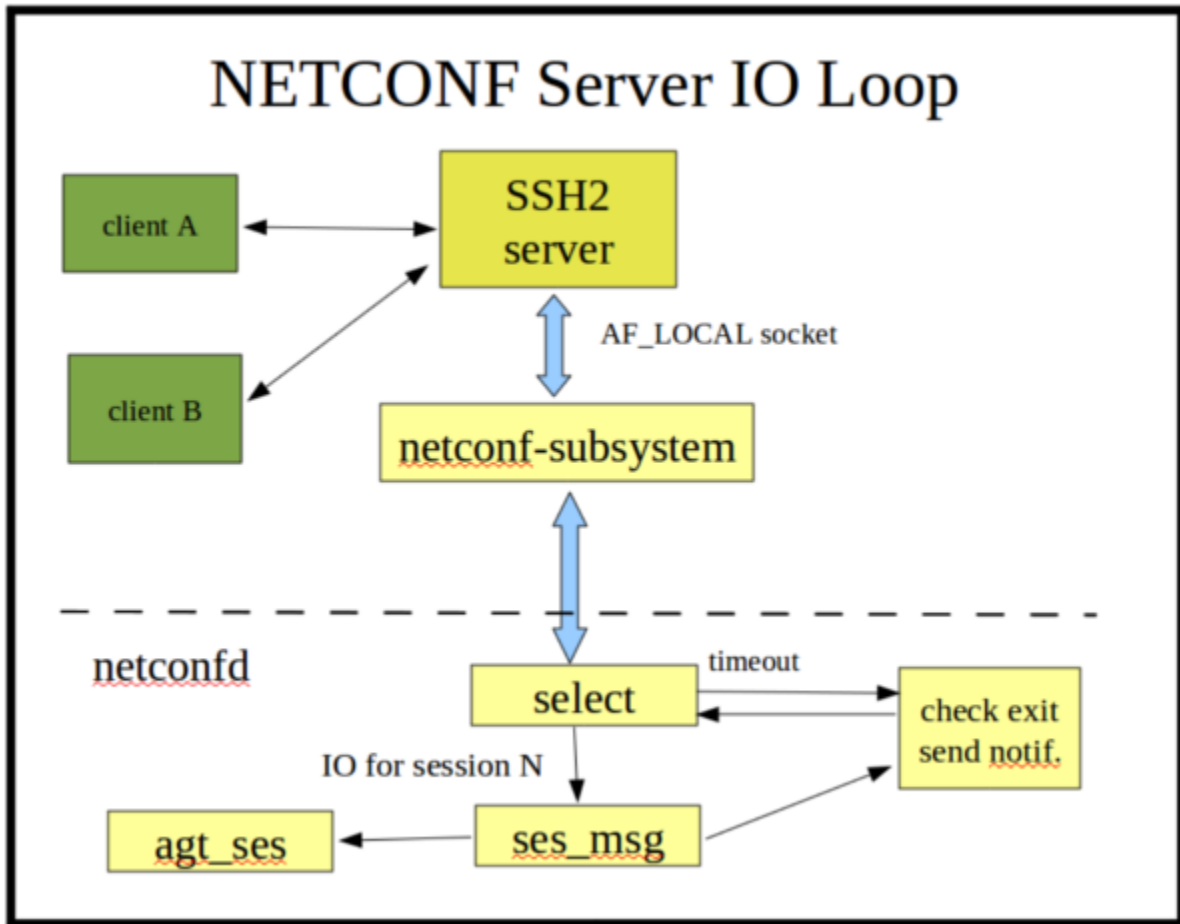 NETCONF Server IO Loop
client A
SSH2
server
AF_LOCAL socket
client B
netconf-subsystem
netconfd
timeout
select
check exit
send notif.
IO for session N
agt_ses
ses_msg